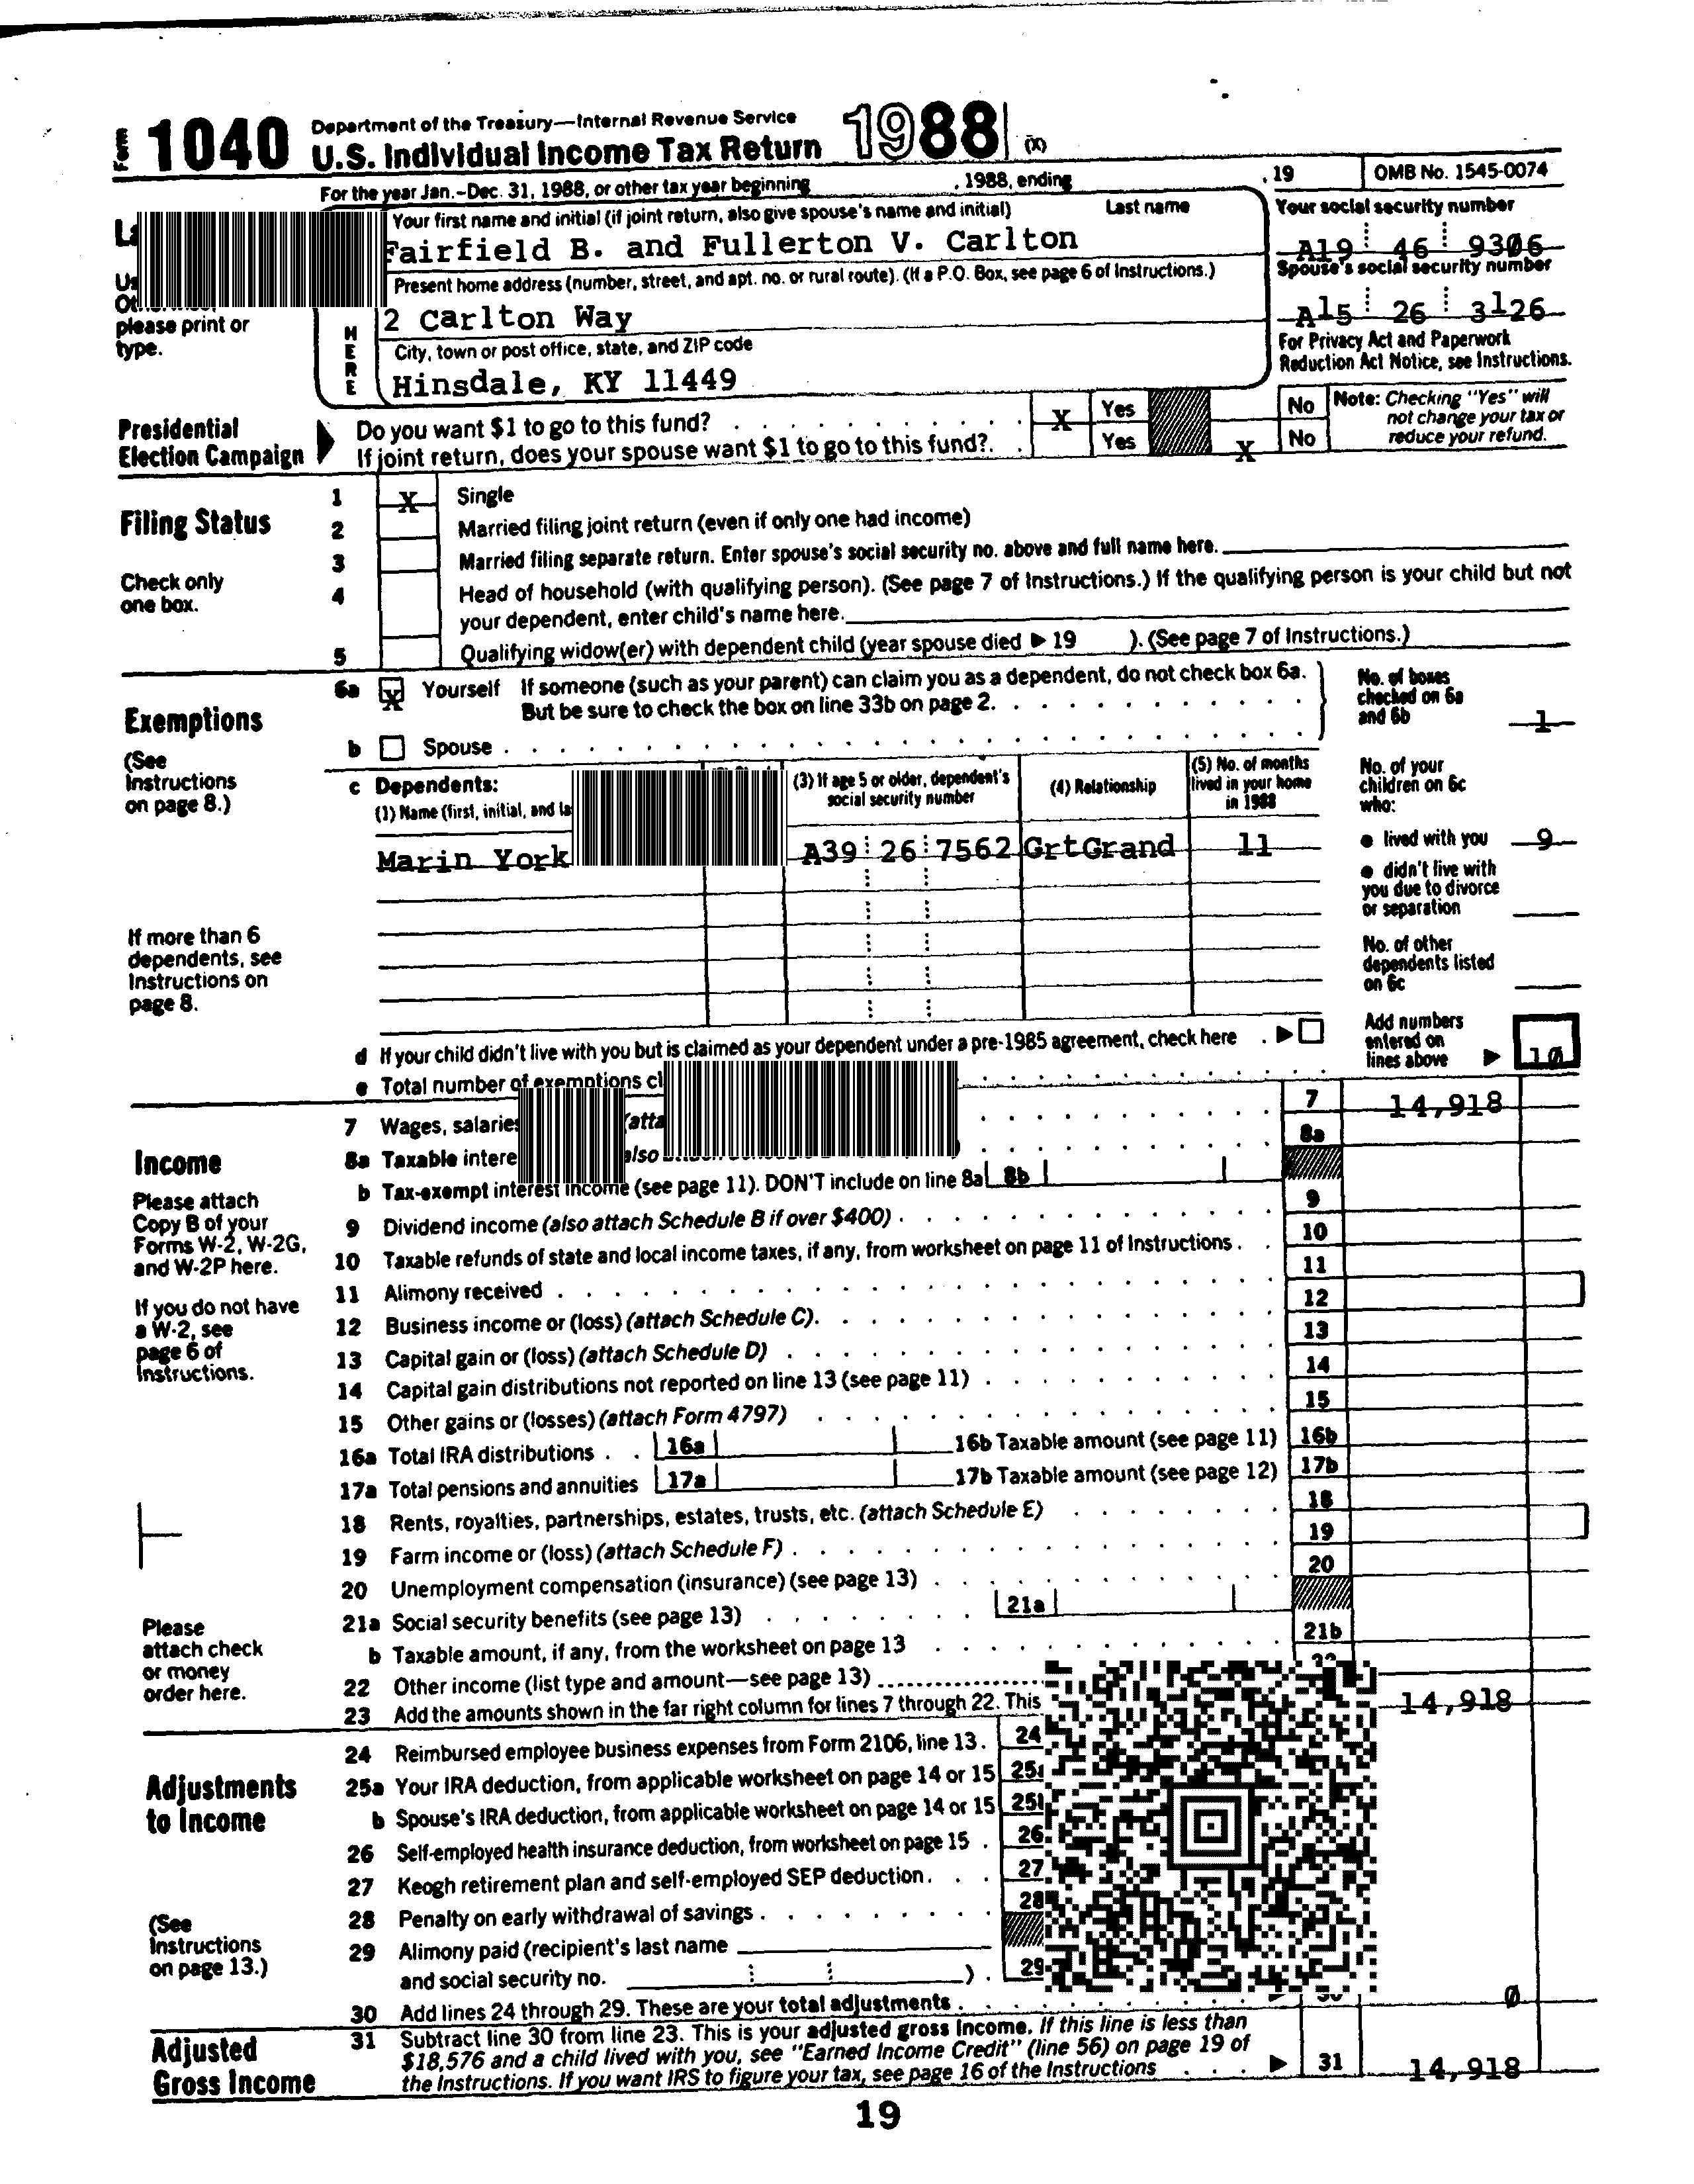 Form 1040 Department of the Treasury—Internal Revenue Service
U.S. Individual Income Tax Return 1988 (X)
For the year Jan.-Dec. 31, 1988, or other tax year beginning , 1988, ending , 19 OMB No. 1545-0074
Your first name and initial (if joint return, also give spouse's name and initial) Last name Your social security number
Fairfield B. and Fullerton V. Carlton A19 46 9306
Present home address (number, street, and apt. no. or rural route). (If a P.O. Box, see page 6 of Instructions.) Spouse's social security number
please print or type.
HERE
2 Carlton Way A15 26 3126
City, town or post office, state, and ZIP code
Hinsdale, KY 11449
For Privacy Act and Paperwork
Reduction Act Notice, see Instructions.
Presidential
Election Campaign
Do you want $1 to go to this fund? X Yes No
If joint return, does your spouse want $1 to go to this fund? Yes X No
Note: Checking "Yes" will
not change your tax or
reduce your refund.
Filing Status
Check only
one box.
1 X Single
2 Married filing joint return (even if only one had income)
3 Married filing separate return. Enter spouse's social security no. above and full name here.
4 Head of household (with qualifying person). (See page 7 of Instructions.) If the qualifying person is your child but not
your dependent, enter child's name here.
5 Qualifying widow(er) with dependent child (year spouse died ▶ 19 ). (See page 7 of Instructions.)
Exemptions
(See
Instructions
on page 8.)
6a X Yourself If someone (such as your parent) can claim you as a dependent, do not check box 6a.
But be sure to check the box on line 33b on page 2.
b Spouse
No. of boxes
checked on 6a
and 6b 1
c Dependents:
(1) Name (first, initial, and
(3) If age 5 or older, dependent's
social security number
(4) Relationship
(5) No. of months
lived in your home
in 1988
Marin York A39 26 7562 GrtGrand 11
No. of your
children on 6c
who:
● lived with you 9
● didn't live with
you due to divorce
or separation
No. of other
dependents listed
on 6c
If more than 6
dependents, see
Instructions on
page 8.
d If your child didn't live with you but is claimed as your dependent under a pre-1985 agreement, check here ▶
e Total number of exemptions
Add numbers
entered on
lines above ▶ 10
Income
Please attach
Copy B of your
Forms W-2, W-2G,
and W-2P here.
If you do not have
a W-2, see
page 6 of
Instructions.
Please
attach check
or money
order here.
7 Wages, salaries 7 14,918
8a Taxable also 8a
b Tax-exempt interest income (see page 11). DON'T include on line 8a 8b
9 Dividend income (also attach Schedule B if over $400) 9
10 Taxable refunds of state and local income taxes, if any, from worksheet on page 11 of Instructions. 10
11 Alimony received 11
12 Business income or (loss) (attach Schedule C). 12
13 Capital gain or (loss) (attach Schedule D) 13
14 Capital gain distributions not reported on line 13 (see page 11) 14
15 Other gains or (losses) (attach Form 4797) 15
16a Total IRA distributions 16a 16b Taxable amount (see page 11) 16b
17a Total pensions and annuities 17a 17b Taxable amount (see page 12) 17b
18 Rents, royalties, partnerships, estates, trusts, etc. (attach Schedule E) 18
19 Farm income or (loss) (attach Schedule F) 19
20 Unemployment compensation (insurance) (see page 13) 20
21a Social security benefits (see page 13) 21a
b Taxable amount, if any, from the worksheet on page 13 21b
22 Other income (list type and amount—see page 13)
23 Add the amounts shown in the far right column for lines 7 through 22. This 14,918
Adjustments
to Income
(See
Instructions
on page 13.)
24 Reimbursed employee business expenses from Form 2106, line 13. 24
25a Your IRA deduction, from applicable worksheet on page 14 or 15
b Spouse's IRA deduction, from applicable worksheet on page 14 or 15
26 Self-employed health insurance deduction, from worksheet on page 15 26
27 Keogh retirement plan and self-employed SEP deduction. 27
28 Penalty on early withdrawal of savings 28
29 Alimony paid (recipient's last name
and social security no. ) 29
30 Add lines 24 through 29. These are your total adjustments 0
Adjusted
Gross Income
31 Subtract line 30 from line 23. This is your adjusted gross income. If this line is less than
$18,576 and a child lived with you, see "Earned Income Credit" (line 56) on page 19 of
the Instructions. If you want IRS to figure your tax, see page 16 of the Instructions ▶ 31 14,918
19